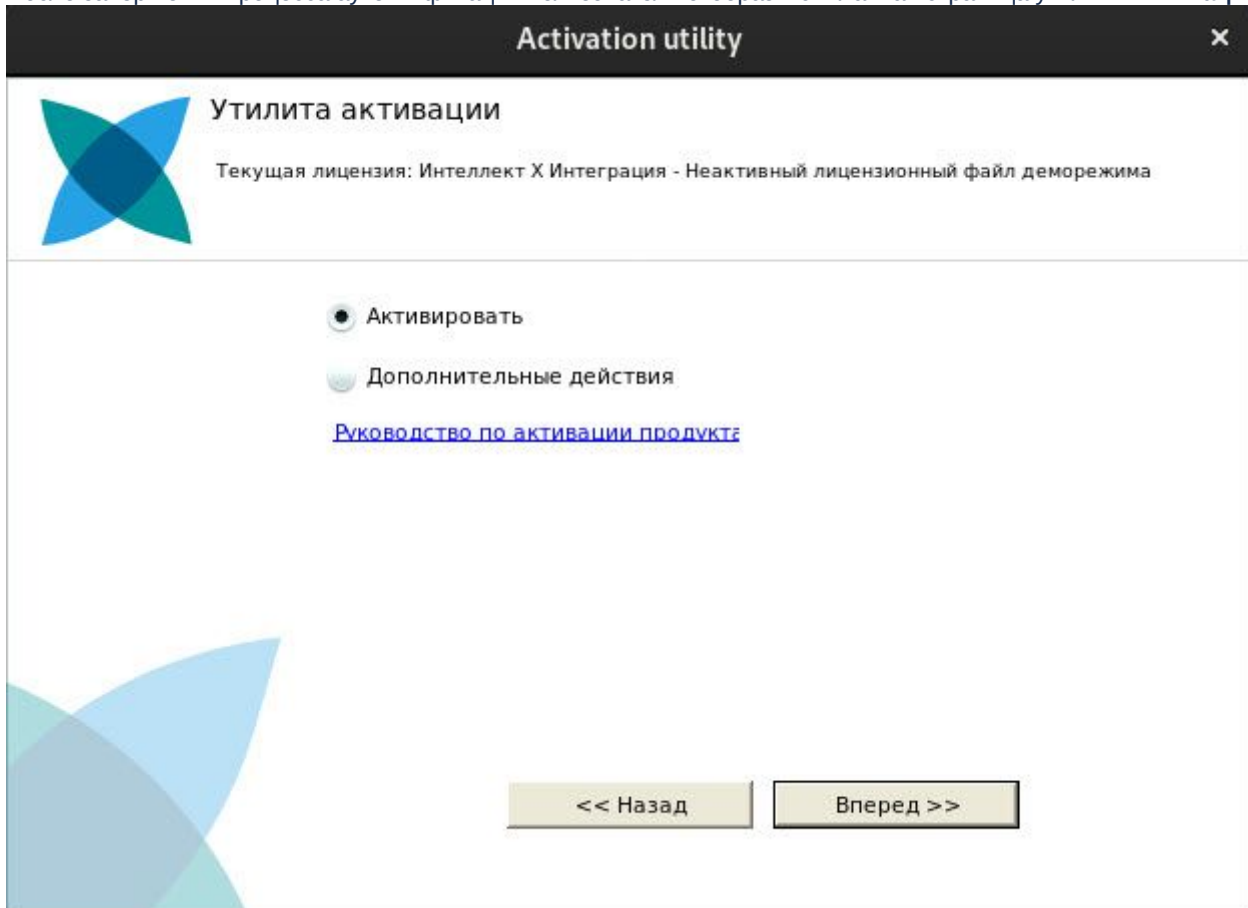 Activation utility
Утилита активации
Текущая лицензия: Интеллект X Интеграция - Неактивный лицензионный файл деморежима
Активировать
Дополнительные действия
Руководство по активации продукта
<< Назад
Вперед >>